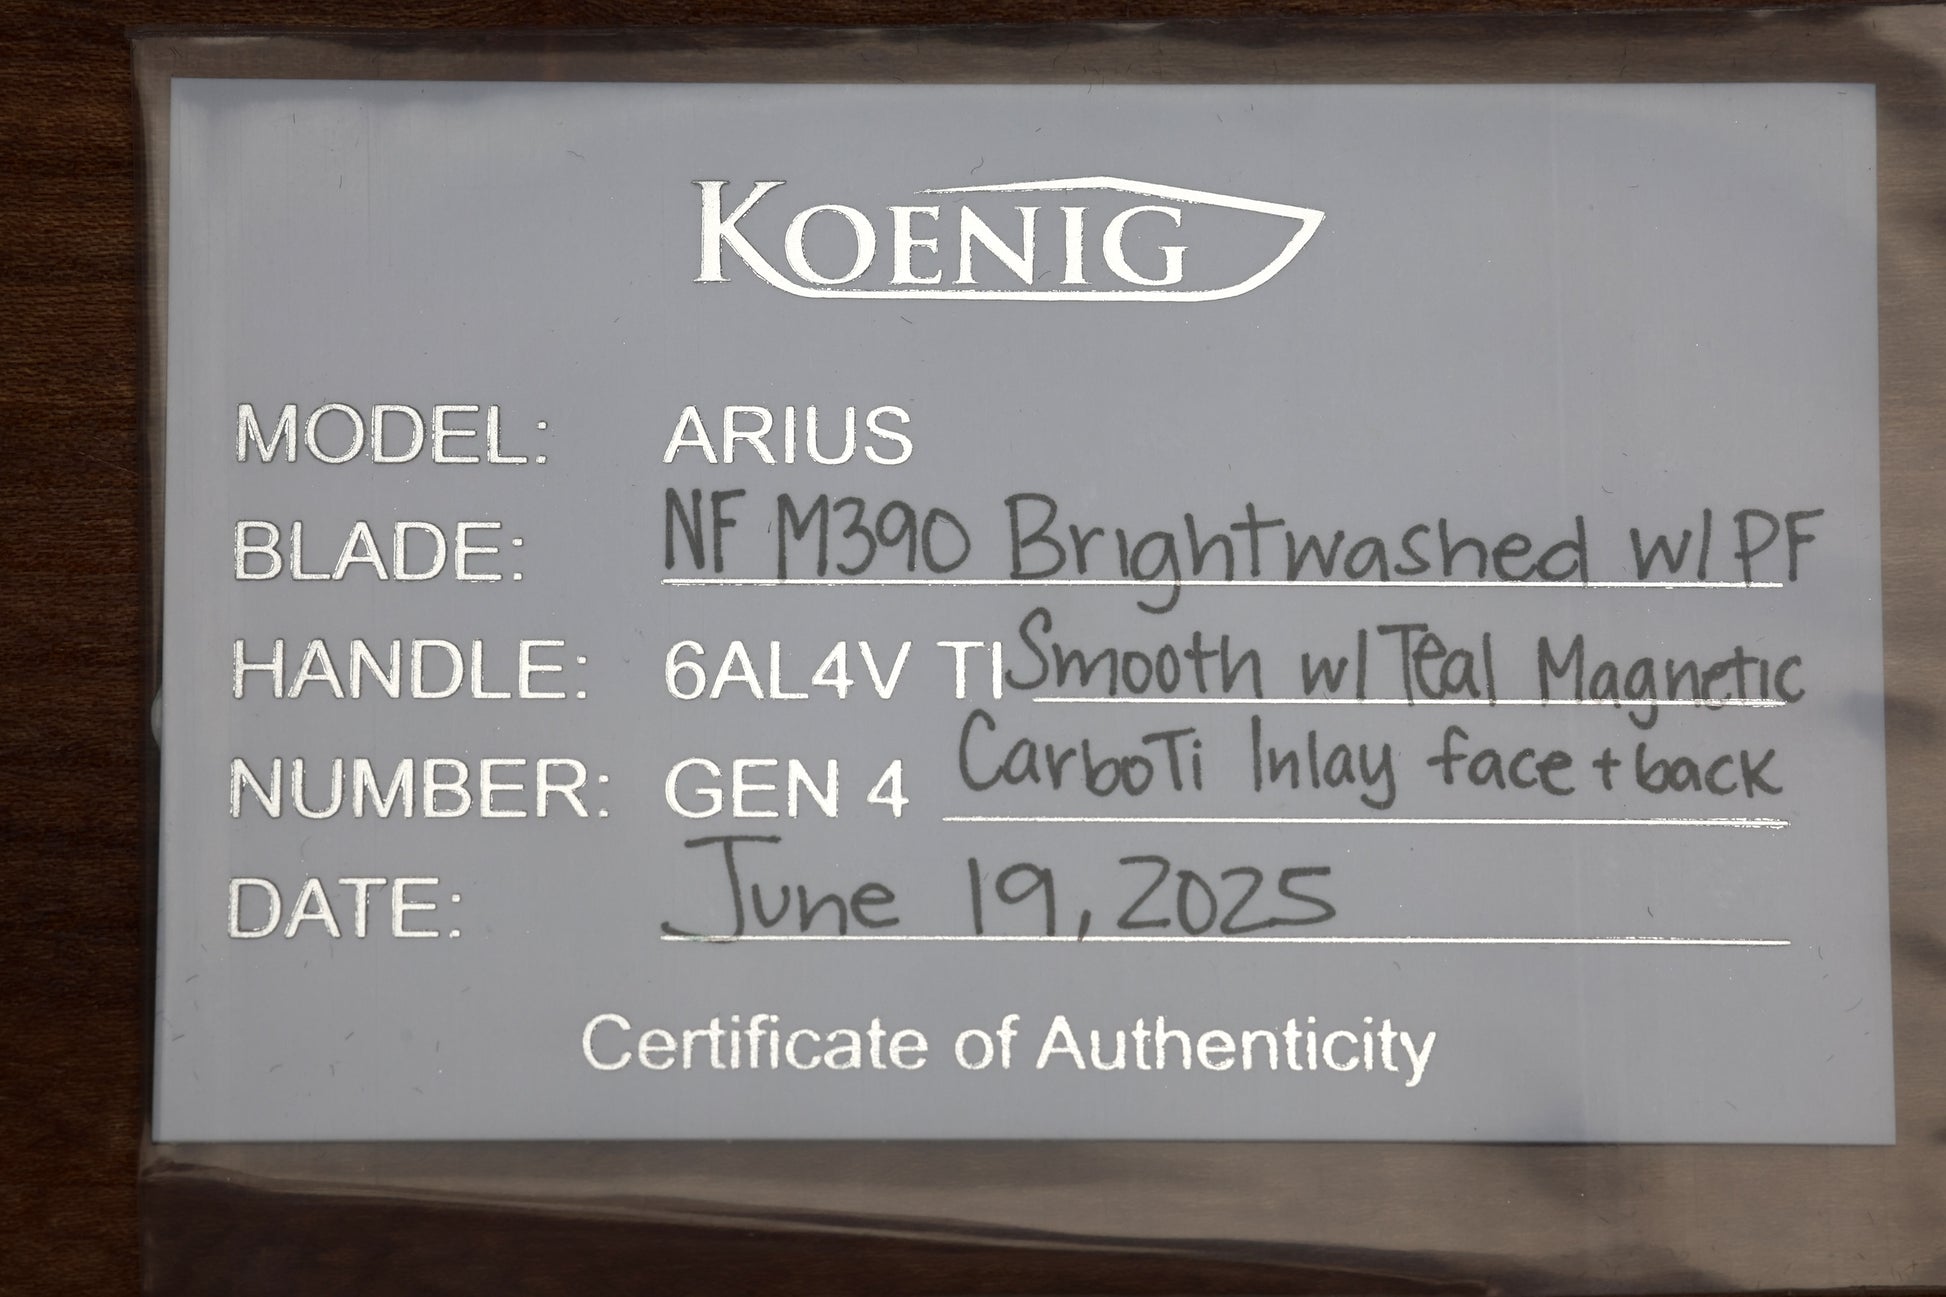 KOENIG
MODEL: ARIUS
BLADE: NF M390 Brightwashed w/ PF
HANDLE: 6AL4V TI Smooth w/ Teal Magnetic
NUMBER: GEN 4 CarboTi Inlay face + back
DATE: June 19, 2025
Certificate of Authenticity